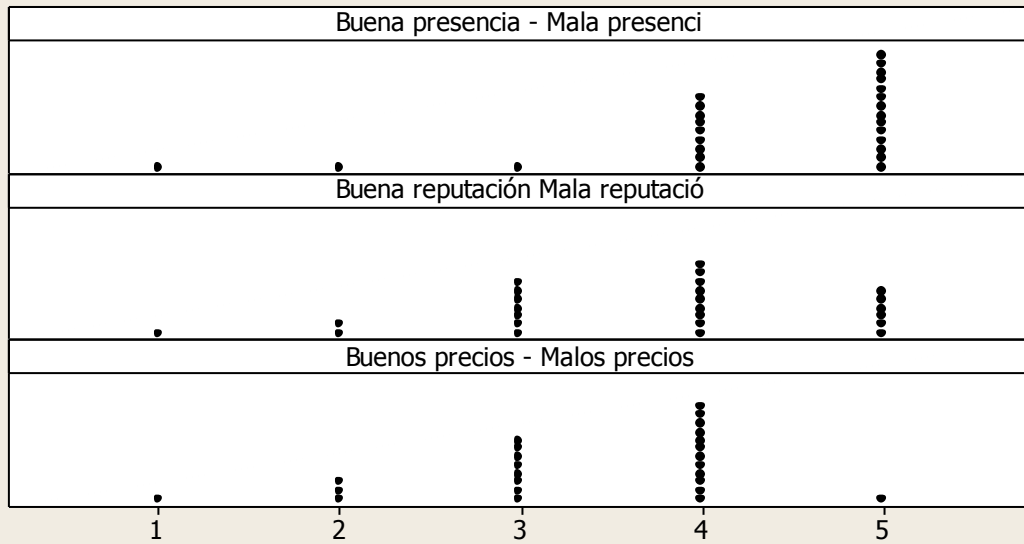 Buena presencia - Mala presenci
Buena reputación Mala reputació
Buenos precios - Malos precios
1 2 3 4 5